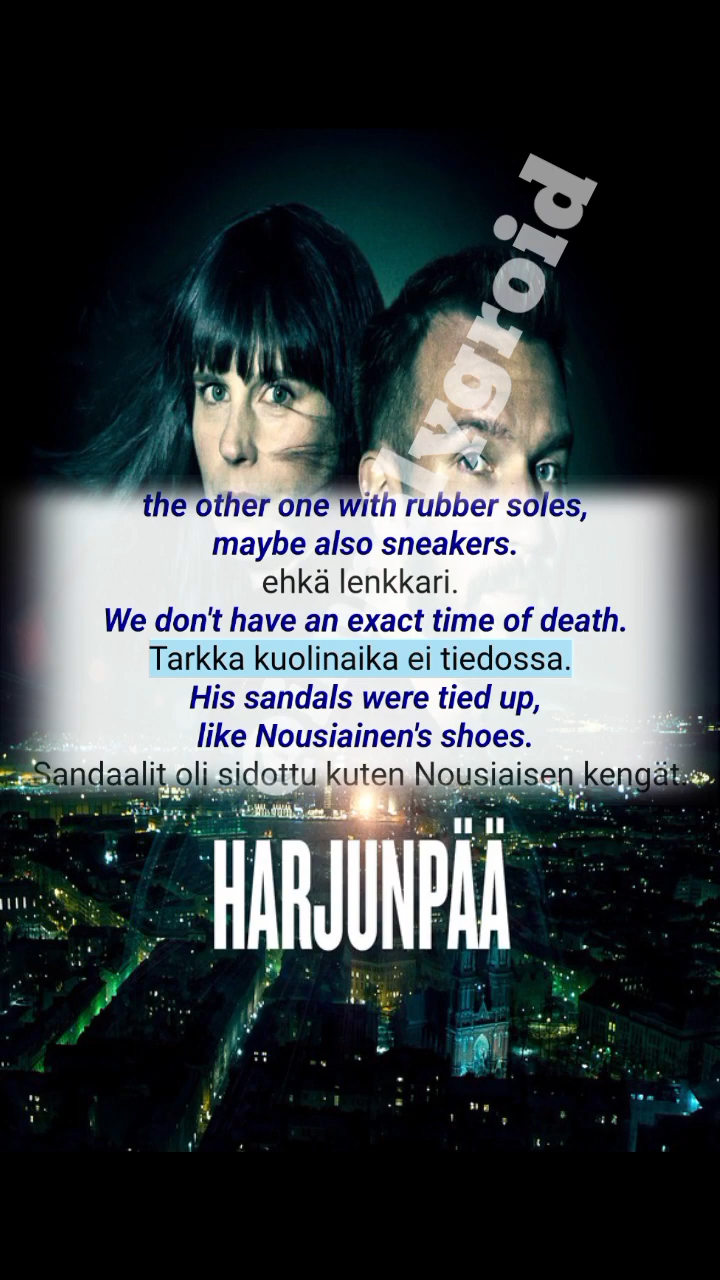 lygroid
the other one with rubber soles,
maybe also sneakers.
ehkä lenkkari.
We don't have an exact time of death.
Tarkka kuolinaika ei tiedossa.
His sandals were tied up,
like Nousiainen's shoes.
Sandaalit oli sidottu kuten Nousiaisen kengät.
HARJUNPÄÄ